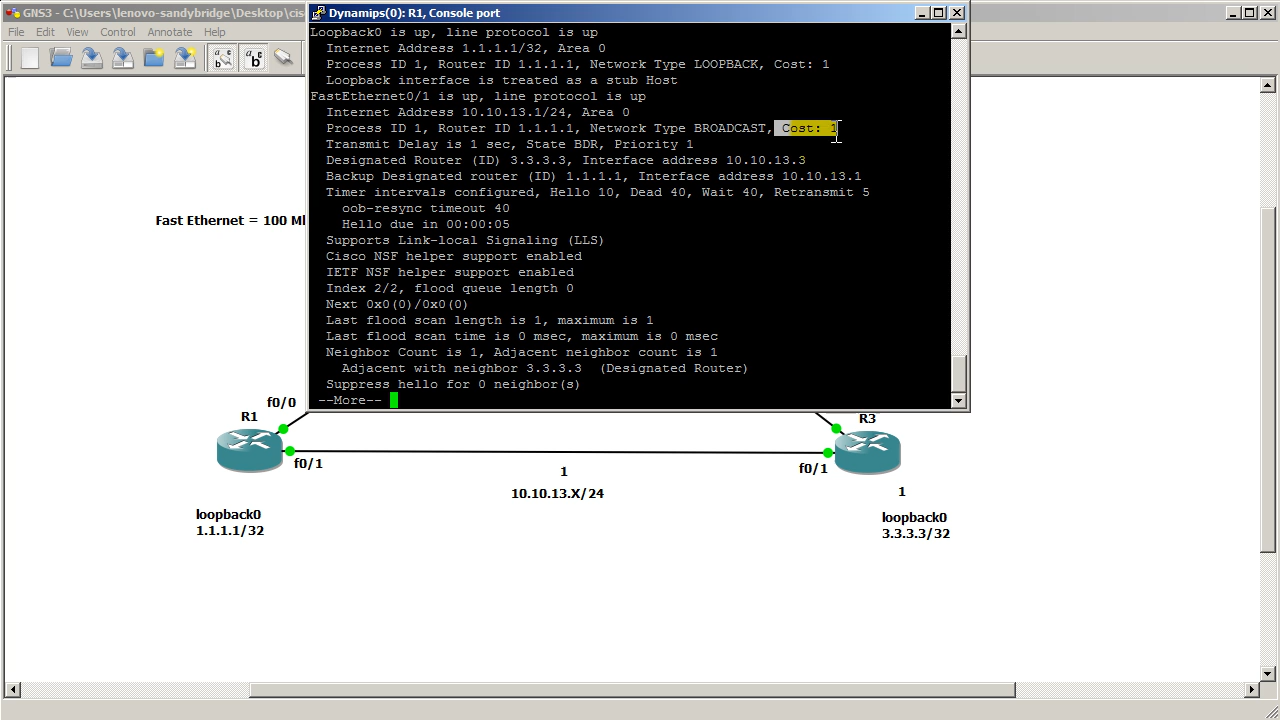 GNS3 - C:\Users\lenovo-sandybridge\Desktop\cis
Dynamips(0): R1, Console port
File Edit View Control Annotate Help
Loopback0 is up, line protocol is up
Internet Address 1.1.1.1/32, Area 0
Process ID 1, Router ID 1.1.1.1, Network Type LOOPBACK, Cost: 1
Loopback interface is treated as a stub Host
FastEthernet0/1 is up, line protocol is up
Internet Address 10.10.13.1/24, Area 0
Process ID 1, Router ID 1.1.1.1, Network Type BROADCAST, Cost: 1
Transmit Delay is 1 sec, State BDR, Priority 1
Designated Router (ID) 3.3.3.3, Interface address 10.10.13.3
Backup Designated router (ID) 1.1.1.1, Interface address 10.10.13.1
Timer intervals configured, Hello 10, Dead 40, Wait 40, Retransmit 5
oob-resync timeout 40
Hello due in 00:00:05
Supports Link-local Signaling (LLS)
Cisco NSF helper support enabled
IETF NSF helper support enabled
Index 2/2, flood queue length 0
Next 0x0(0)/0x0(0)
Last flood scan length is 1, maximum is 1
Last flood scan time is 0 msec, maximum is 0 msec
Neighbor Count is 1, Adjacent neighbor count is 1
Adjacent with neighbor 3.3.3.3 (Designated Router)
Suppress hello for 0 neighbor(s)
--More--
Fast Ethernet = 100 M
f0/0
R1
R3
f0/1
f0/1
1
10.10.13.X/24
1
loopback0
1.1.1.1/32
loopback0
3.3.3.3/32